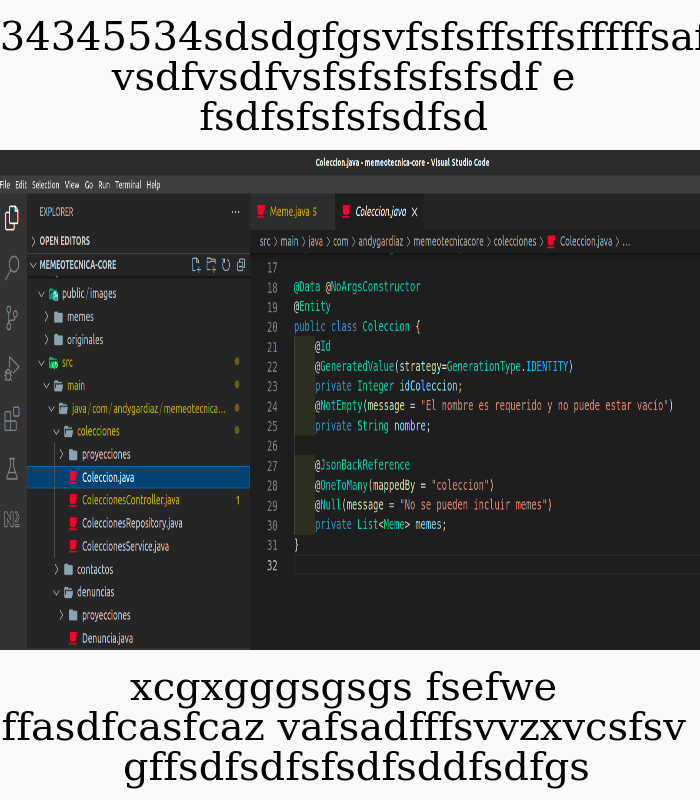 34345534sdsdgfgsvfsfsffsffsfffffsaf
vsdfvsdfvsfsfsfsfsfsfsdf e
fsdfsfsfsfsdfsd
Coleccion.java - memeotecnica-core - Visual Studio Code
File Edit Selection View Go Run Terminal Help
EXPLORER ...
Meme.java 5 Coleccion.java X
OPEN EDITORS
src > main > java > com > andygardiaz > memeotecnicacore > colecciones > Coleccion.java > ...
MEMEOTECNICA-CORE
public/images
memes
originales
src
main
java/com/andygardiaz/memeotecnica...
colecciones
proyecciones
Coleccion.java
ColeccionesController.java 1
ColeccionesRepository.java
ColeccionesService.java
contactos
denuncias
proyecciones
Denuncia.java
17
18 @Data @NoArgsConstructor
19 @Entity
20 public class Coleccion {
21 @Id
22 @GeneratedValue(strategy=GenerationType.IDENTITY)
23 private Integer idColeccion;
24 @NotEmpty(message = "El nombre es requerido y no puede estar vacío")
25 private String nombre;
26
27 @JsonBackReference
28 @OneToMany(mappedBy = "coleccion")
29 @Null(message = "No se pueden incluir memes")
30 private List<Meme> memes;
31 }
32
xcgxgggsgsgs fsefwe
ffasdfcasfcaz vafsadfffsvvzxvcsfsv
gffsdfsdfsfsdfsddfsdfgs